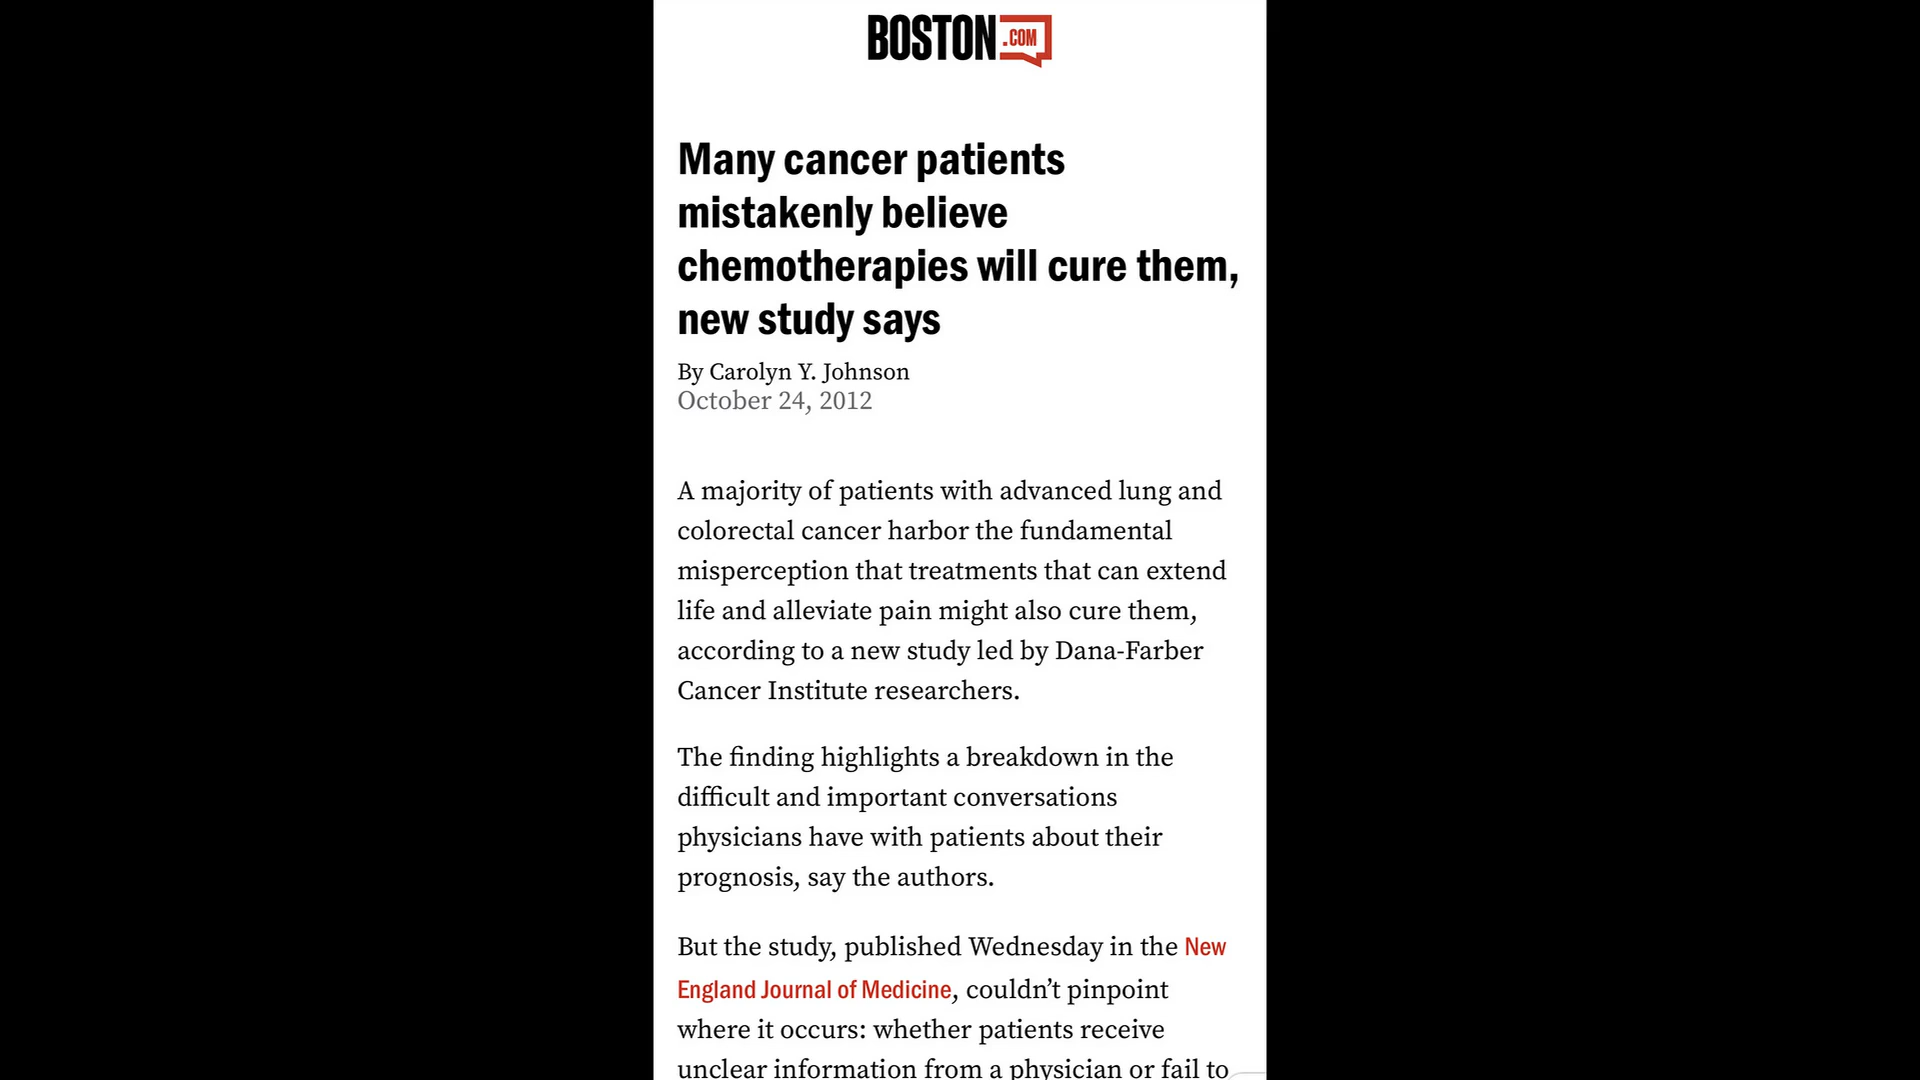 BOSTON.COM
Many cancer patients
mistakenly believe
chemotherapies will cure them,
new study says
By Carolyn Y. Johnson
October 24, 2012
A majority of patients with advanced lung and
colorectal cancer harbor the fundamental
misperception that treatments that can extend
life and alleviate pain might also cure them,
according to a new study led by Dana-Farber
Cancer Institute researchers.
The finding highlights a breakdown in the
difficult and important conversations
physicians have with patients about their
prognosis, say the authors.
But the study, published Wednesday in the New
England Journal of Medicine, couldn’t pinpoint
where it occurs: whether patients receive
unclear information from a physician or fail to